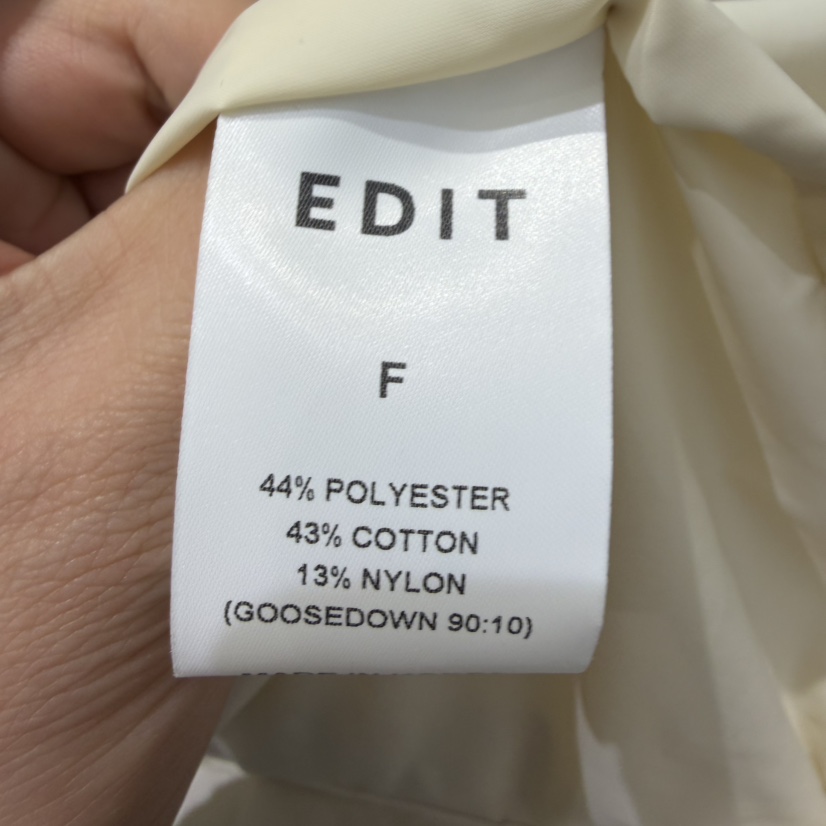 EDIT
F
44% POLYESTER
43% COTTON
13% NYLON
(GOOSEDOWN 90:10)